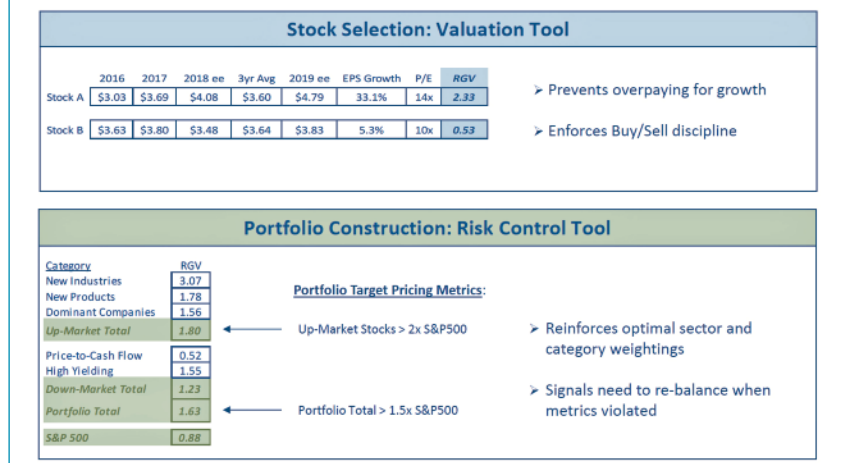 Stock Selection: Valuation Tool
2016 2017 2018 ee 3yr Avg 2019 ee EPS Growth P/E RGV
Stock A $3.03 $3.69 $4.08 $3.60 $4.79 33.1% 14x 2.33
Stock B $3.63 $3.80 $3.48 $3.64 $3.83 5.3% 10x 0.53
➢ Prevents overpaying for growth
➢ Enforces Buy/Sell discipline
Portfolio Construction: Risk Control Tool
Category RGV
New Industries 3.07
New Products 1.78
Dominant Companies 1.56
Up-Market Total 1.80
Price-to-Cash Flow 0.52
High Yielding 1.55
Down-Market Total 1.23
Portfolio Total 1.63
S&P 500 0.88
Portfolio Target Pricing Metrics:
Up-Market Stocks > 2x S&P500
Portfolio Total > 1.5x S&P500
➢ Reinforces optimal sector and
category weightings
➢ Signals need to re-balance when
metrics violated